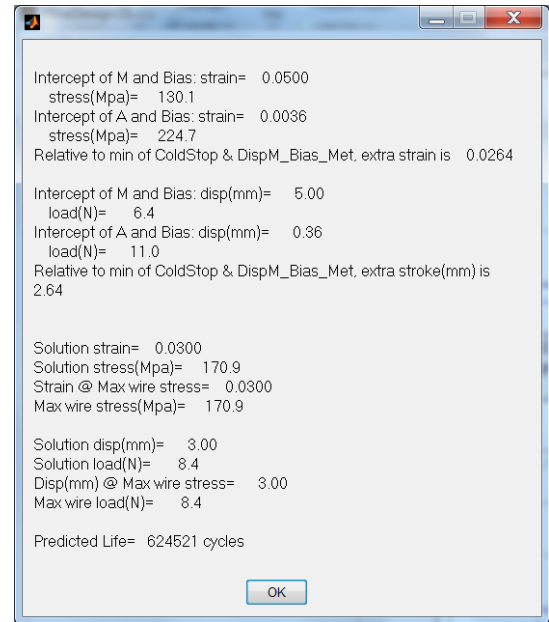 Intercept of M and Bias: strain= 0.0500
stress(Mpa)= 130.1
Intercept of A and Bias: strain= 0.0036
stress(Mpa)= 224.7
Relative to min of ColdStop & DispM_Bias_Met, extra strain is 0.0264
Intercept of M and Bias: disp(mm)= 5.00
load(N)= 6.4
Intercept of A and Bias: disp(mm)= 0.36
load(N)= 11.0
Relative to min of ColdStop & DispM_Bias_Met, extra stroke(mm) is
2.64
Solution strain= 0.0300
Solution stress(Mpa)= 170.9
Strain @ Max wire stress= 0.0300
Max wire stress(Mpa)= 170.9
Solution disp(mm)= 3.00
Solution load(N)= 8.4
Disp(mm) @ Max wire stress= 3.00
Max wire load(N)= 8.4
Predicted Life= 624521 cycles
OK